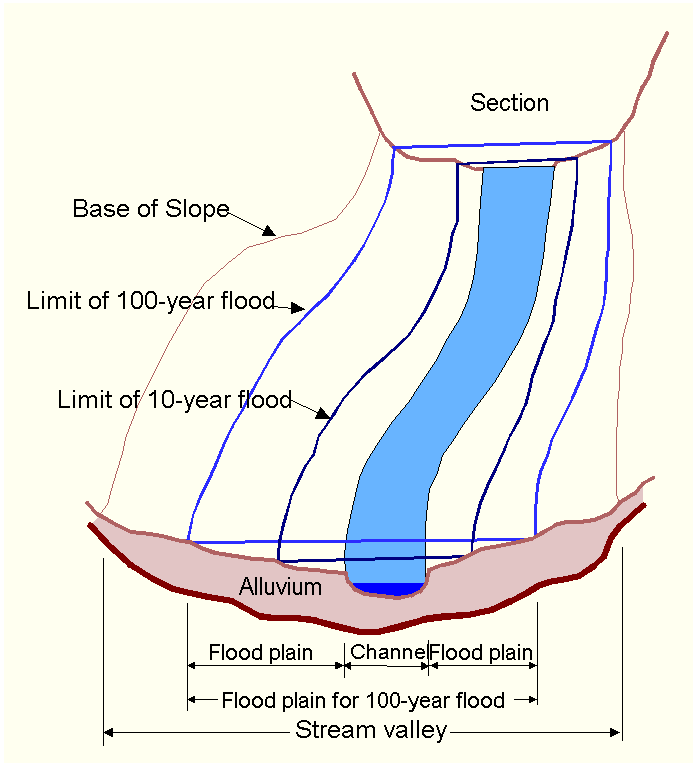 Section
Base of Slope
Limit of 100-year flood
Limit of 10-year flood
Alluvium
Flood plain
Channel
Flood plain
Flood plain for 100-year flood
Stream valley